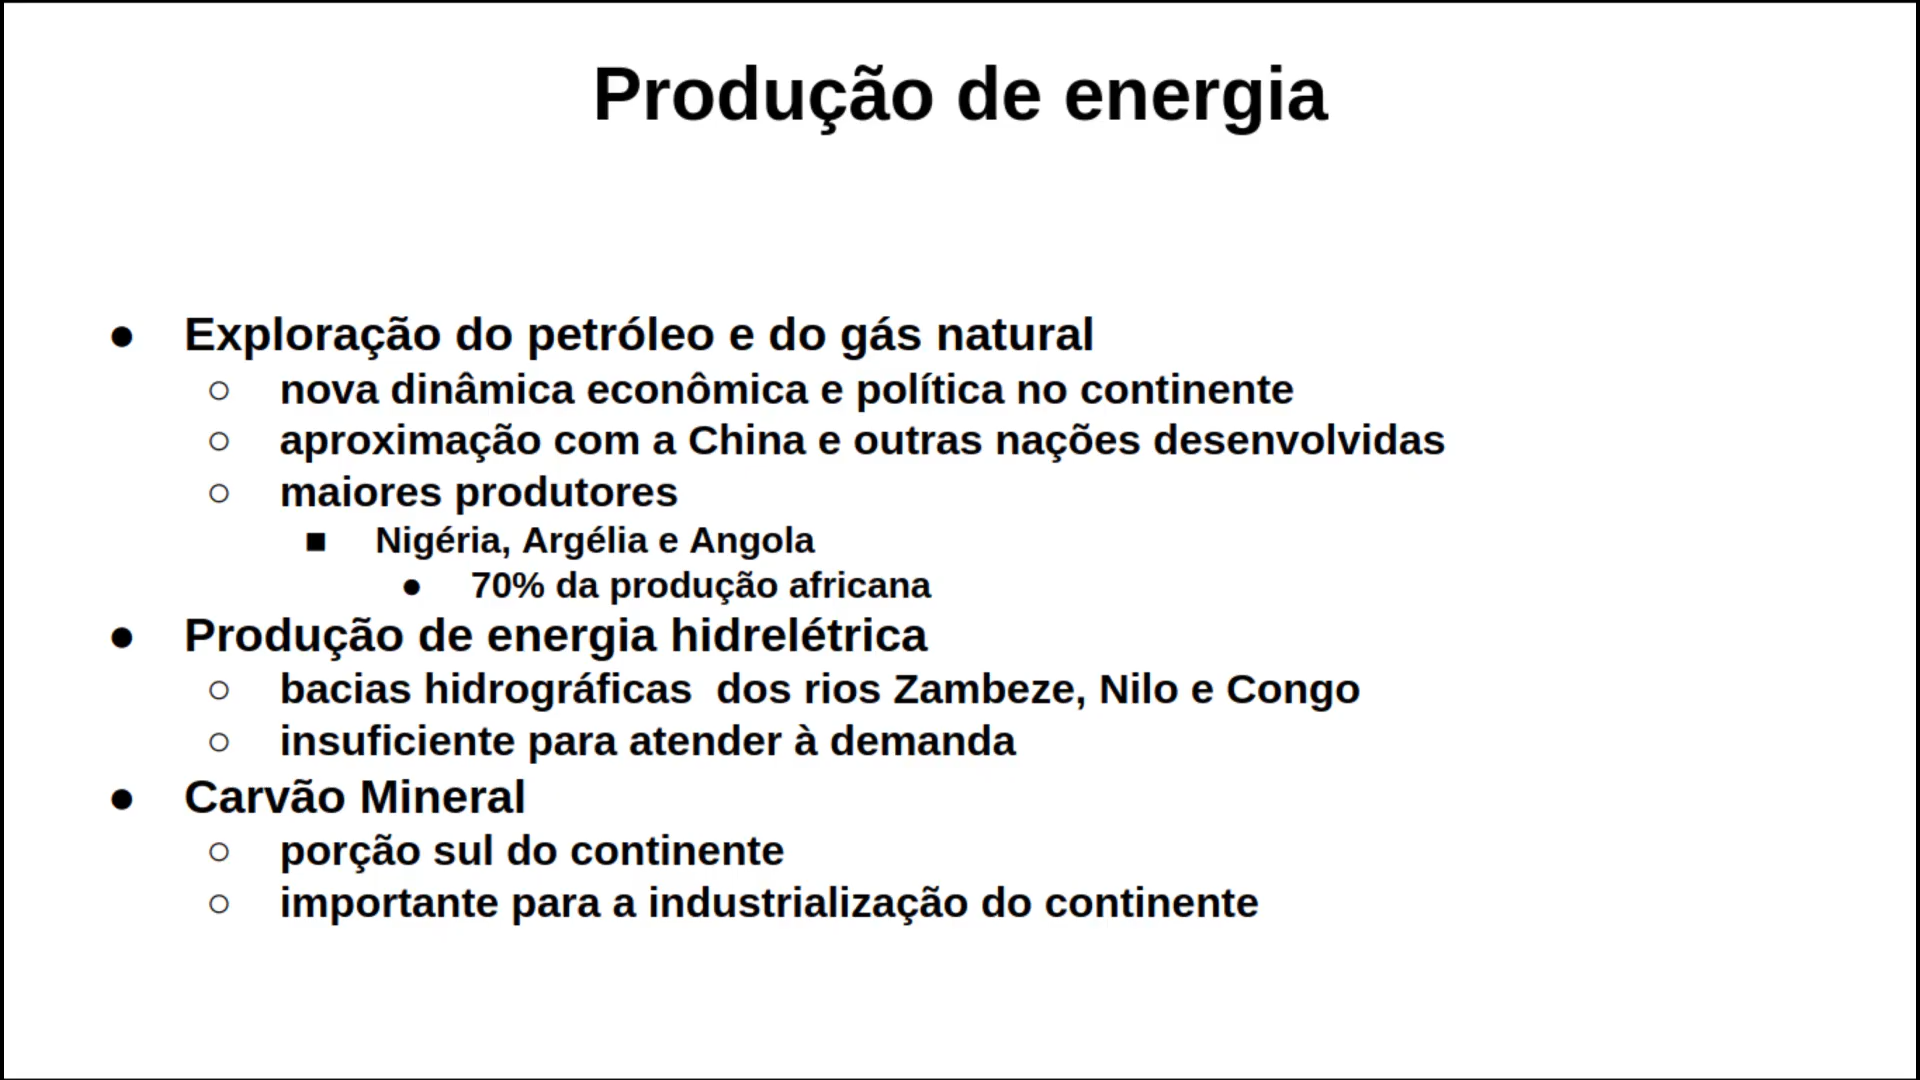 Produção de energia
● Exploração do petróleo e do gás natural
○ nova dinâmica econômica e política no continente
○ aproximação com a China e outras nações desenvolvidas
○ maiores produtores
■ Nigéria, Argélia e Angola
● 70% da produção africana
● Produção de energia hidrelétrica
○ bacias hidrográficas  dos rios Zambeze, Nilo e Congo
○ insuficiente para atender à demanda
● Carvão Mineral
○ porção sul do continente
○ importante para a industrialização do continente